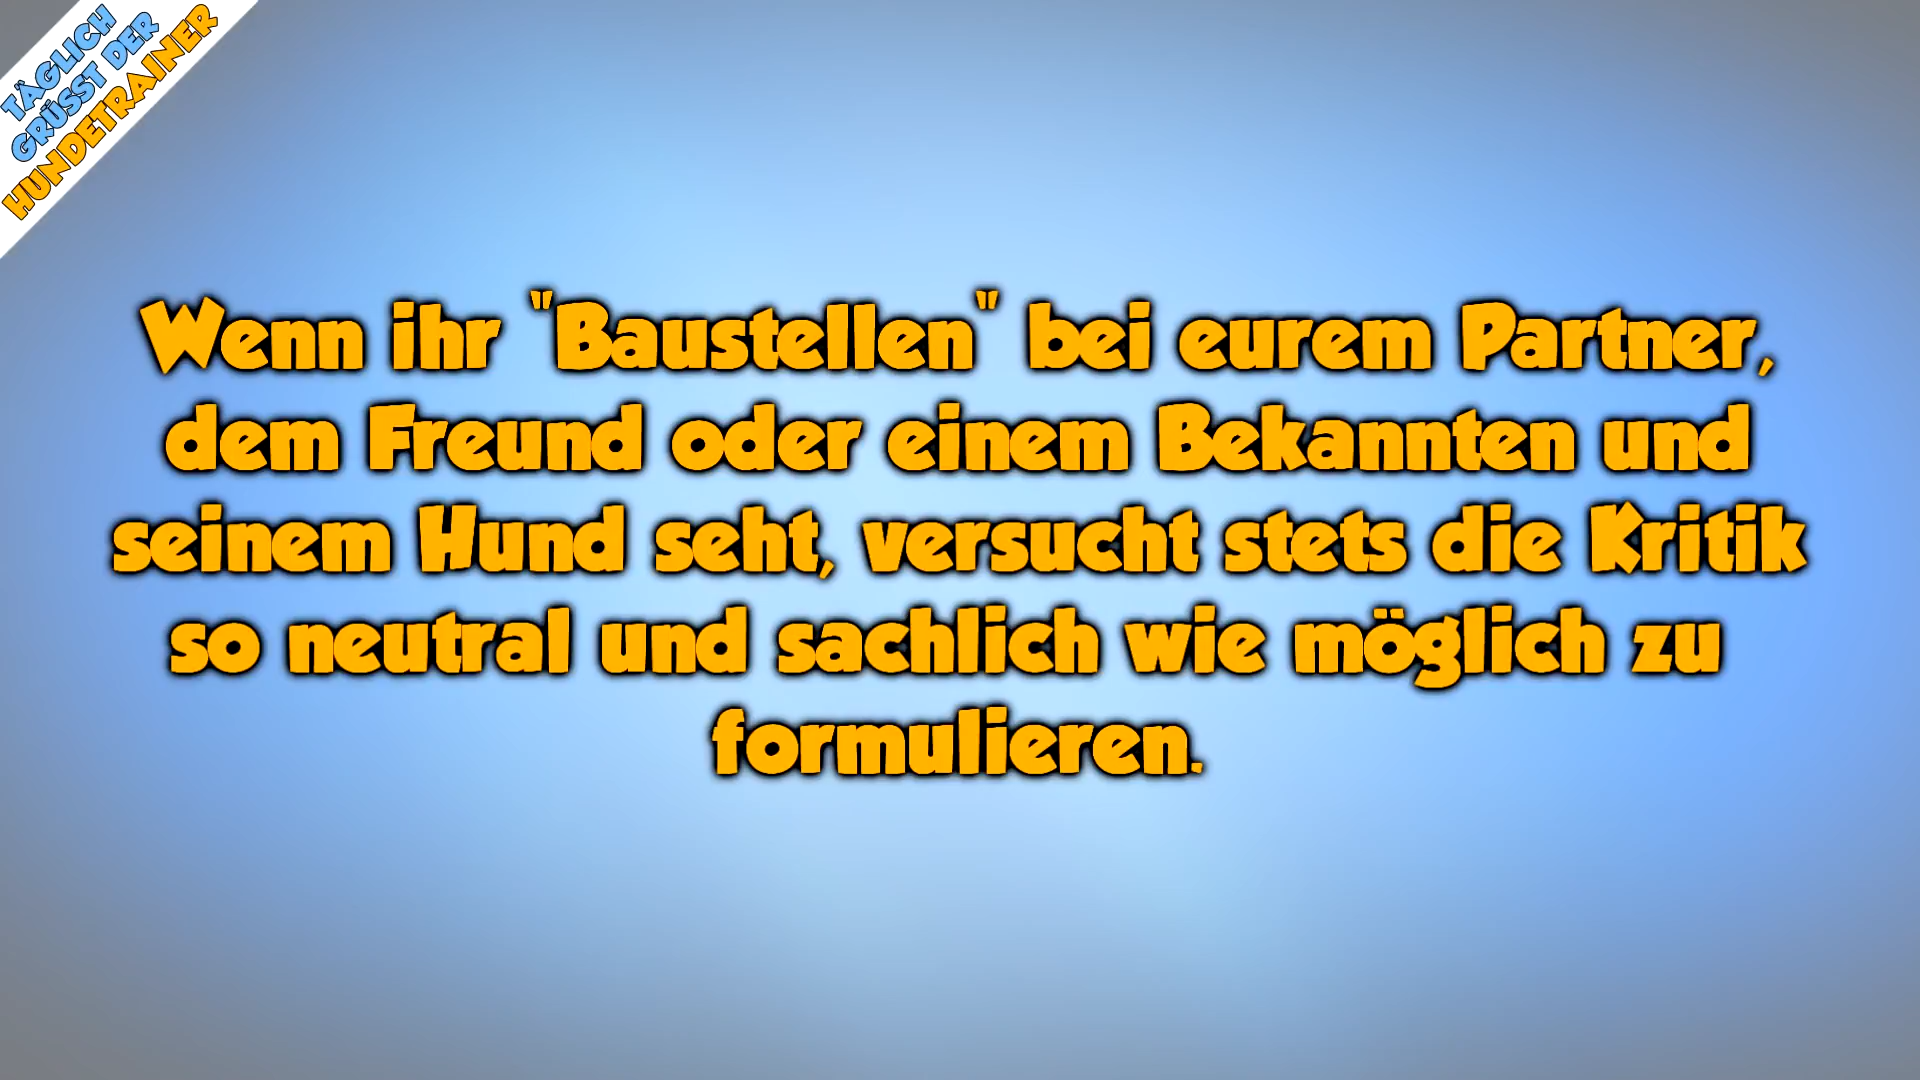 TÄGLICH
GRÜSST DER
HUNDETRAINER
Wenn ihr "Baustellen" bei eurem Partner,
dem Freund oder einem Bekannten und
seinem Hund seht, versucht stets die Kritik
so neutral und sachlich wie möglich zu
formulieren.